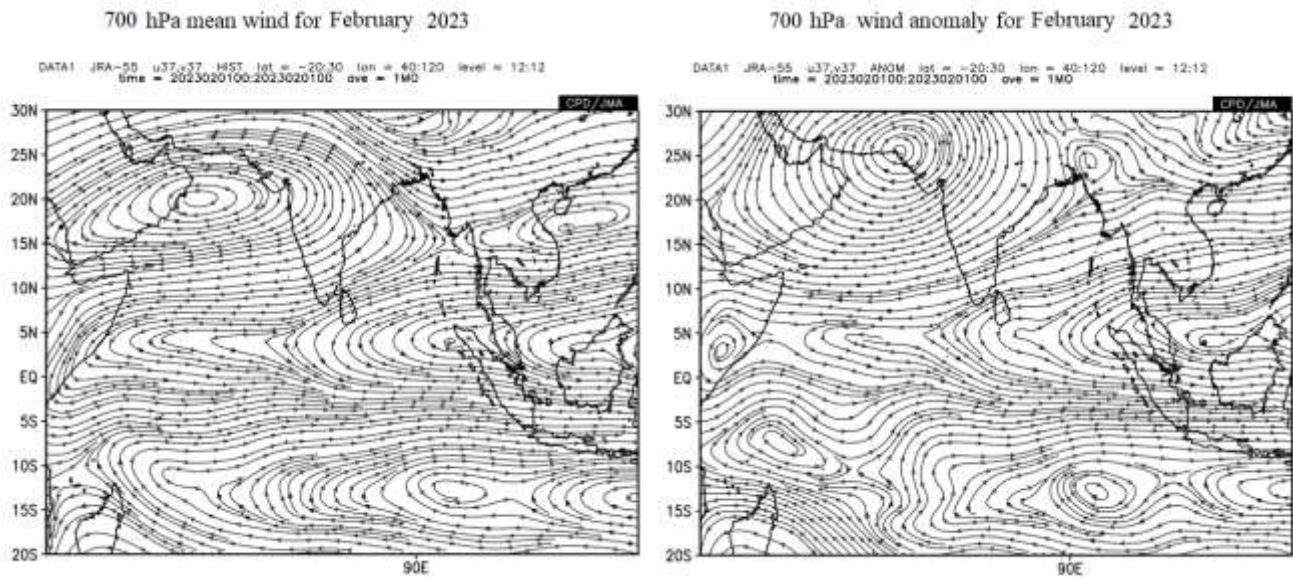 700 hPa mean wind for February 2023
DATA1 JRA-55 u37,v37 HIST lat = -20:30 lon = 40:120 level = 12:12
time = 2023020100:2023020100 ave = 1MO
CPD/JMA
30N
25N
20N
15N
10N
5N
EQ
5S
10S
15S
20S
90E
700 hPa wind anomaly for February 2023
DATA1 JRA-55 u37,v37 ANOM lat = -20:30 lon = 40:120 level = 12:12
time = 2023020100:2023020100 ave = 1MO
CPD/JMA
30N
25N
20N
15N
10N
5N
EQ
5S
10S
15S
20S
90E